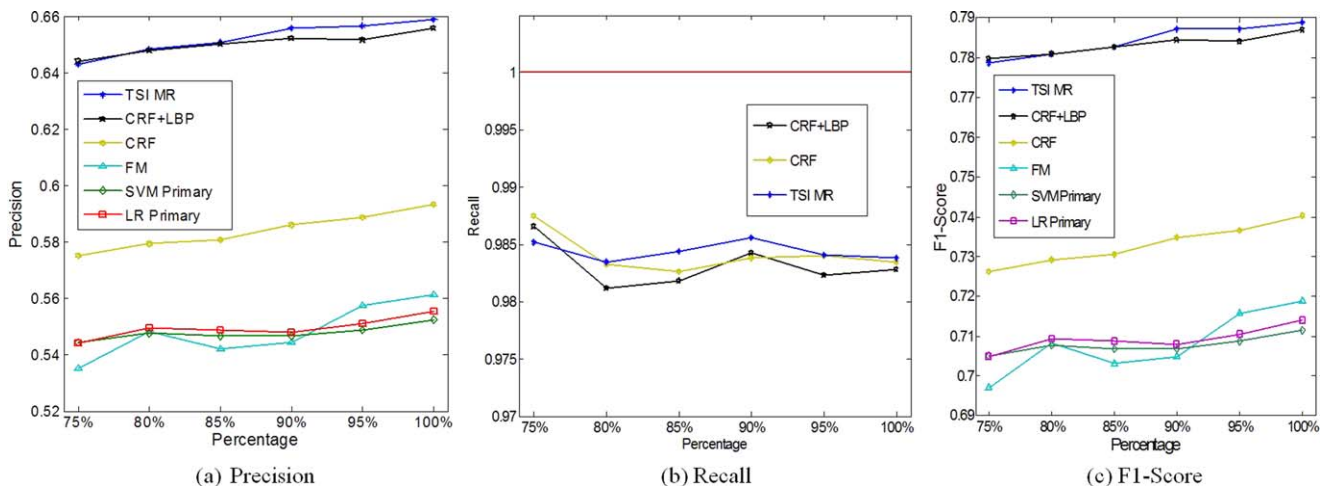 0.66
0.64
0.62
0.6
0.58
0.56
0.54
0.52
Precision
TSI MR
CRF+LBP
CRF
FM
SVM Primary
LR Primary
75% 80% 85% 90% 95% 100%
Percentage
(a) Precision
1
0.995
0.99
0.985
0.98
0.975
0.97
Recall
CRF+LBP
CRF
TSI MR
75% 80% 85% 90% 95% 100%
Percentage
(b) Recall
0.79
0.78
0.77
0.76
0.75
0.74
0.73
0.72
0.71
0.7
0.69
F1-Score
TSI MR
CRF+LBP
CRF
FM
SVM Primary
LR Primary
75% 80% 85% 90% 95% 100%
Percentage
(c) F1-Score